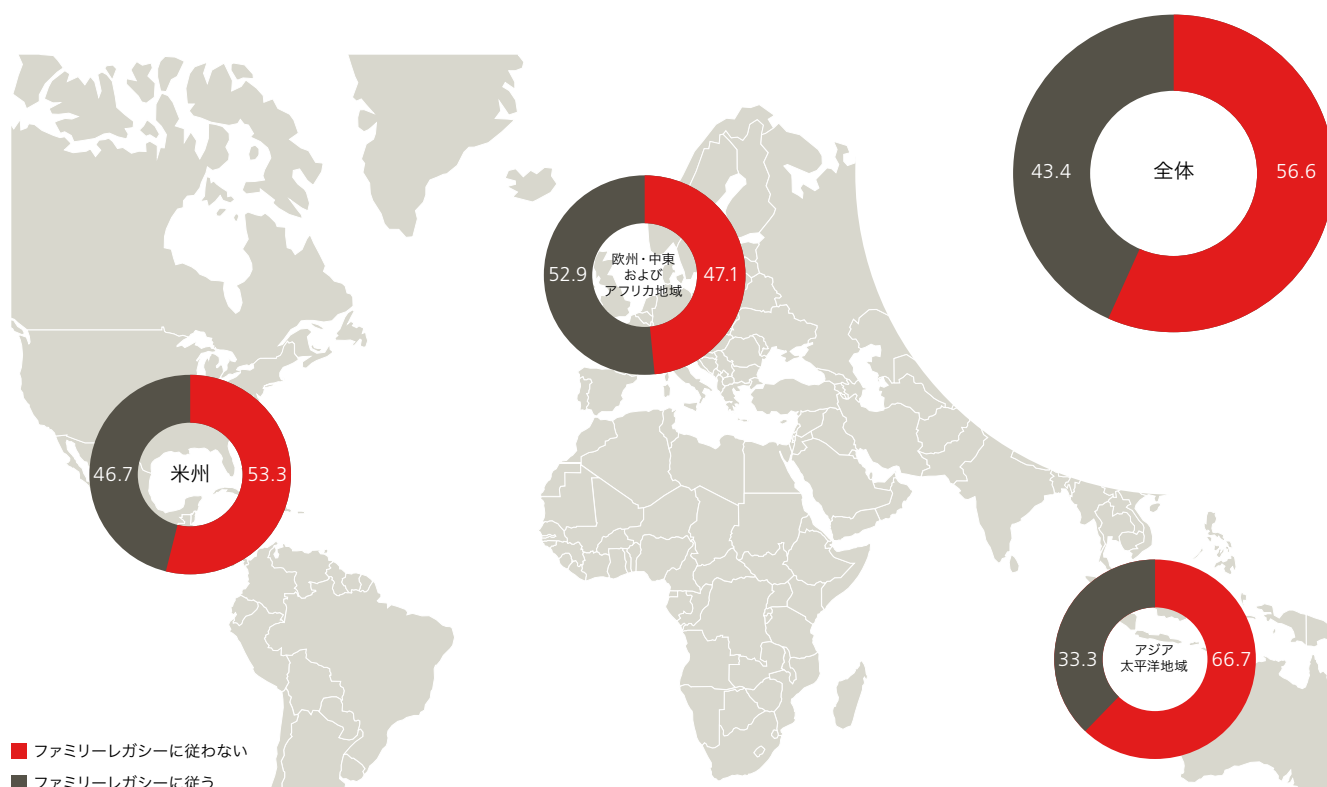 43.4
全体
56.6
52.9
欧州・中東
および
アフリカ地域
47.1
46.7
米州
53.3
33.3
アジア
太平洋地域
66.7
ファミリーレガシーに従わない
ファミリーレガシーに従う